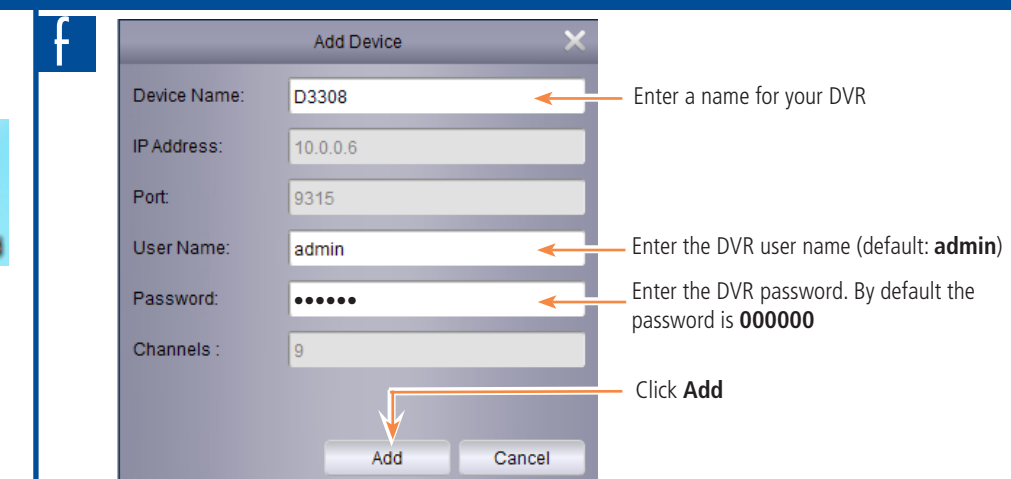 f
Add Device
Device Name: D3308
Enter a name for your DVR
IP Address: 10.0.0.6
Port: 9315
User Name: admin
Enter the DVR user name (default: admin)
Password: ●●●●●●
Enter the DVR password. By default the
password is 000000
Channels : 9
Click Add
Add Cancel